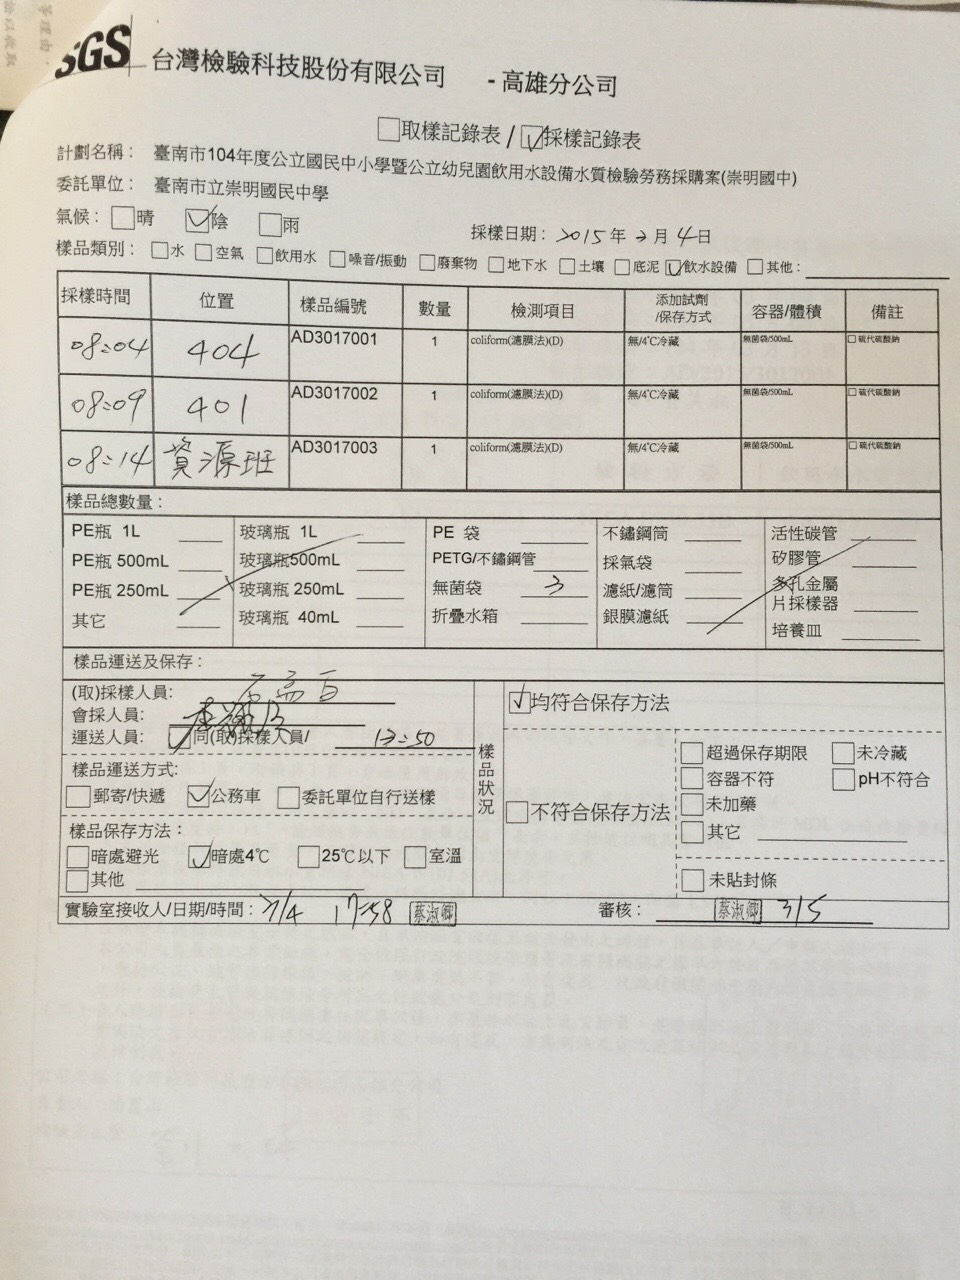 SGS 台灣檢驗科技股份有限公司 - 高雄分公司
□取樣記錄表 / ☑採樣記錄表
計劃名稱： 臺南市104年度公立國民中小學暨公立幼兒園飲用水設備水質檢驗勞務採購案(崇明國中)
委託單位： 臺南市立崇明國民中學
氣候： □晴 ☑陰 □雨
採樣日期： 2015年3月4日
樣品類別： □水 □空氣 □飲用水 □噪音/振動 □廢棄物 □地下水 □土壤 □底泥 ☑飲水設備 □其他：
採樣時間 位置 樣品編號 數量 檢測項目 添加試劑/保存方式 容器/體積 備註
08:04 404 AD3017001 1 coliform(濾膜法)(D) 無/4℃冷藏 無菌袋/500mL □硫代硫酸鈉
08:09 401 AD3017002 1 coliform(濾膜法)(D) 無/4℃冷藏 無菌袋/500mL □硫代硫酸鈉
08:14 資源班 AD3017003 1 coliform(濾膜法)(D) 無/4℃冷藏 無菌袋/500mL □硫代硫酸鈉
樣品總數量：
PE瓶 1L 玻璃瓶 1L PE 袋 不鏽鋼筒 活性碳管
PE瓶 500mL 玻璃瓶500mL PETG/不鏽鋼管 採氣袋 矽膠管
PE瓶 250mL 玻璃瓶 250mL 無菌袋 3 濾紙/濾筒 多孔金屬片採樣器
其它 玻璃瓶 40mL 折疊水箱 銀膜濾紙 培養皿
樣品運送及保存：
(取)採樣人員:
會採人員:
運送人員: ☑同(取)採樣人員/ 13:50
樣品運送方式:
□郵寄/快遞 ☑公務車 □委託單位自行送樣
樣品保存方法：
□暗處避光 ☑暗處4℃ □25℃以下 □室溫
□其他
樣品狀況
☑均符合保存方法
□不符合保存方法
□超過保存期限 □未冷藏
□容器不符 □pH不符合
□未加藥
□其它
□未貼封條
實驗室接收人/日期/時間： 3/4 17:58 蔡淑卿 審核： 蔡淑卿 3/5